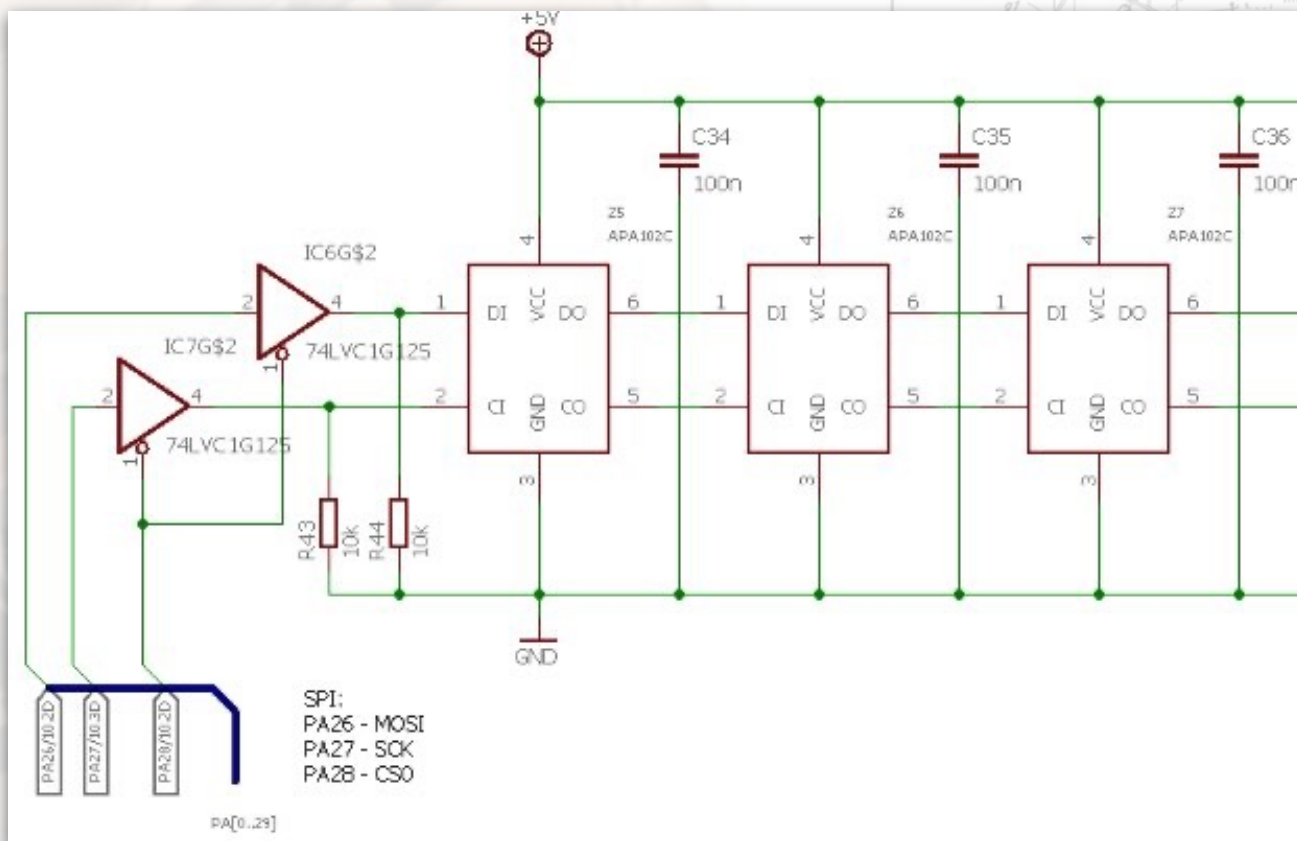 +5V
C34
100n
C35
100n
C36
100n
Z5
APA102C
Z6
APA102C
Z7
APA102C
4
4
4
IC6G$2
2
4
1
74LVC1G125
IC7G$2
2
4
1
74LVC1G125
1
DI
VCC
DO
6
1
DI
VCC
DO
6
1
DI
VCC
DO
6
2
CI
GND
CO
5
2
CI
GND
CO
5
2
CI
GND
CO
5
3
3
3
R43
10k
R44
10k
GND
PA26/10.2D
PA27/10.3D
PA28/10.2D
SPI:
PA26 - MOSI
PA27 - SCK
PA28 - CS0
PA[0..29]